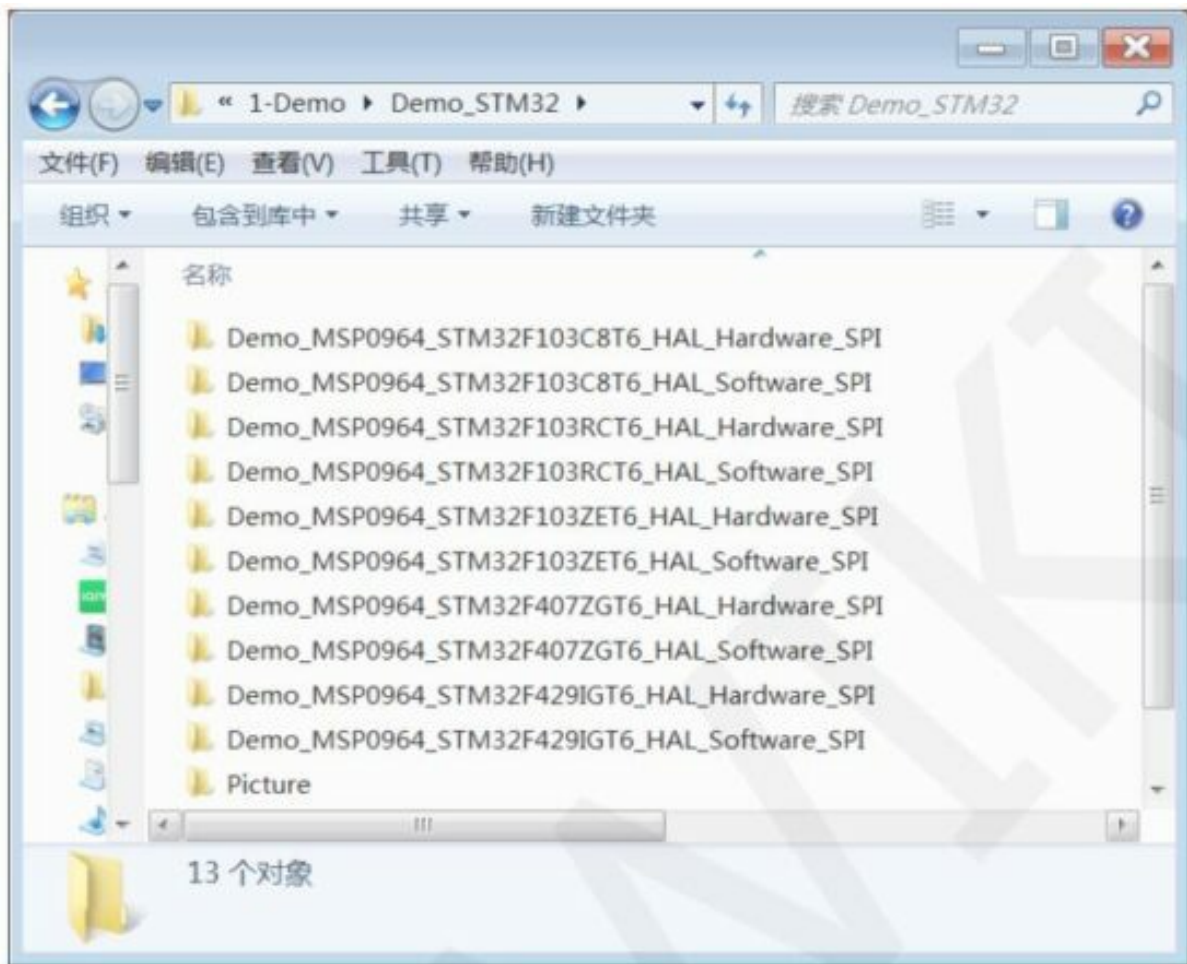 « 1-Demo ▸ Demo_STM32 ▸ 搜索 Demo_STM32
文件(F) 编辑(E) 查看(V) 工具(T) 帮助(H)
组织 包含到库中 共享 新建文件夹
名称
Demo_MSP0964_STM32F103C8T6_HAL_Hardware_SPI
Demo_MSP0964_STM32F103C8T6_HAL_Software_SPI
Demo_MSP0964_STM32F103RCT6_HAL_Hardware_SPI
Demo_MSP0964_STM32F103RCT6_HAL_Software_SPI
Demo_MSP0964_STM32F103ZET6_HAL_Hardware_SPI
Demo_MSP0964_STM32F103ZET6_HAL_Software_SPI
Demo_MSP0964_STM32F407ZGT6_HAL_Hardware_SPI
Demo_MSP0964_STM32F407ZGT6_HAL_Software_SPI
Demo_MSP0964_STM32F429IGT6_HAL_Hardware_SPI
Demo_MSP0964_STM32F429IGT6_HAL_Software_SPI
Picture
13 个对象